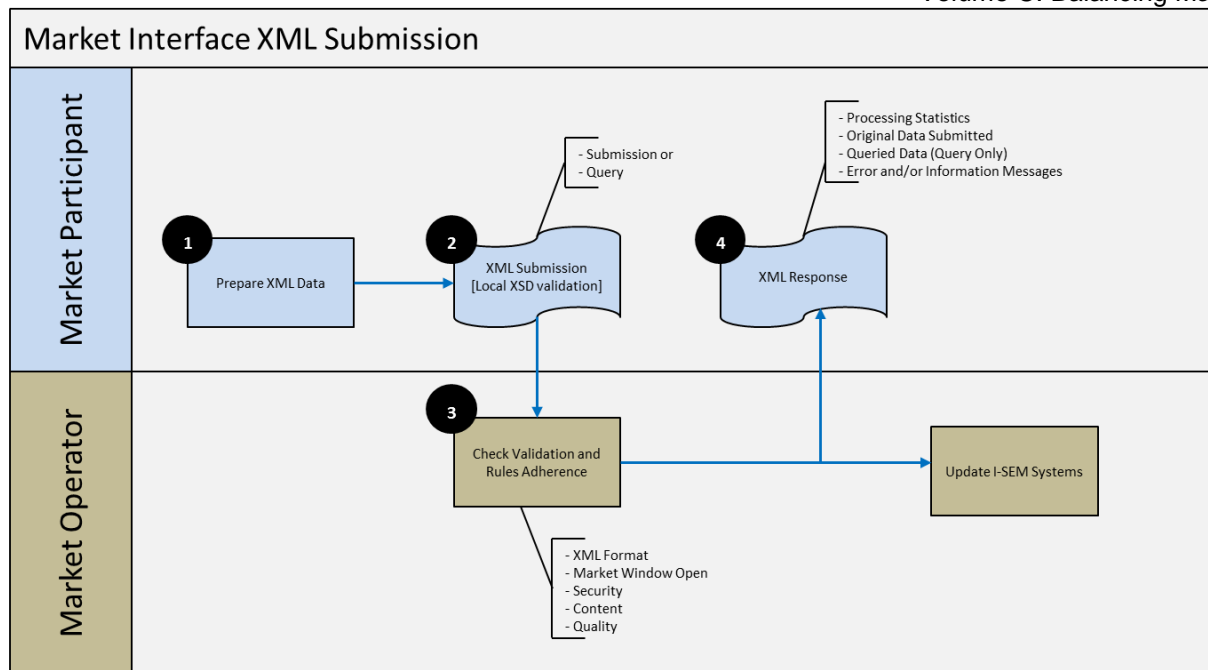 Market Interface XML Submission
Market Participant
- Submission or
- Query
- Processing Statistics
- Original Data Submitted
- Queried Data (Query Only)
- Error and/or Information Messages
1
Prepare XML Data
2
XML Submission
[Local XSD validation]
4
XML Response
Market Operator
3
Check Validation and
Rules Adherence
Update I-SEM Systems
- XML Format
- Market Window Open
- Security
- Content
- Quality